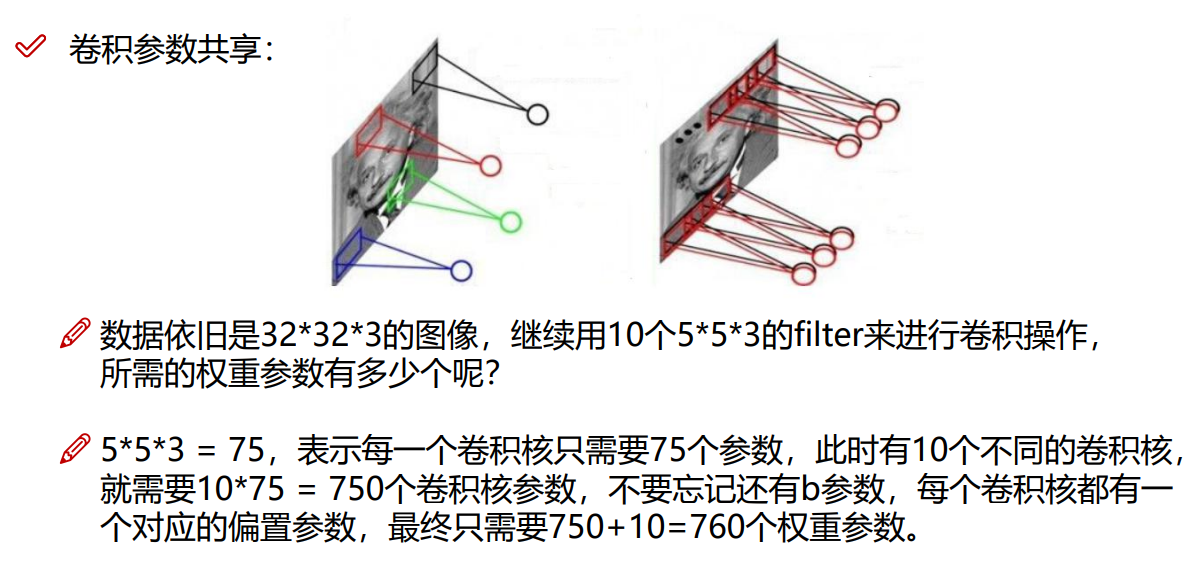 卷积参数共享：
数据依旧是32*32*3的图像，继续用10个5*5*3的filter来进行卷积操作，
所需的权重参数有多少个呢？
5*5*3 = 75，表示每一个卷积核只需要75个参数，此时有10个不同的卷积核，
就需要10*75 = 750个卷积核参数，不要忘记还有b参数，每个卷积核都有一
个对应的偏置参数，最终只需要750+10=760个权重参数。